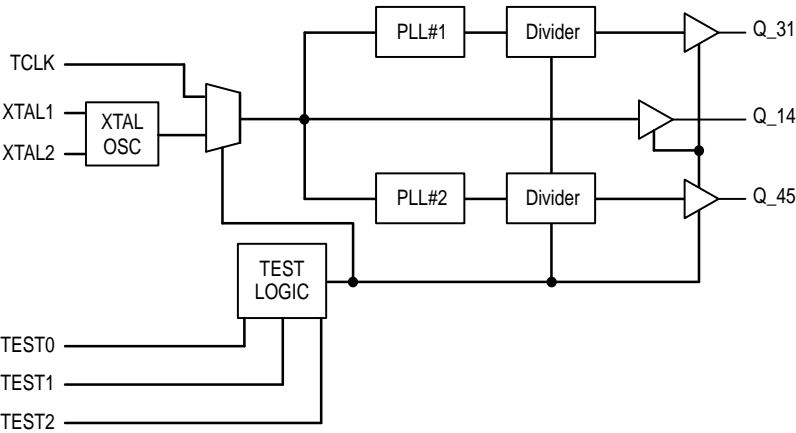 PLL#1
Divider
Q_31
TCLK
XTAL1
XTAL
OSC
XTAL2
Q_14
PLL#2
Divider
Q_45
TEST
LOGIC
TEST0
TEST1
TEST2